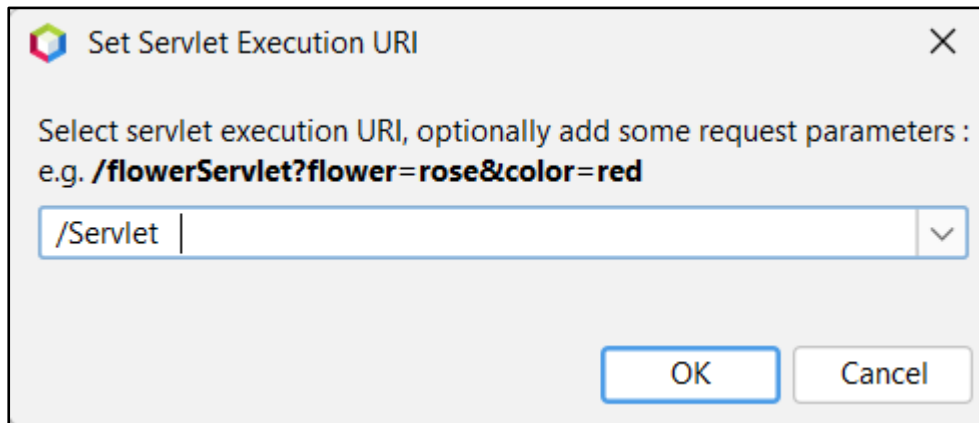 Set Servlet Execution URI
Select servlet execution URI, optionally add some request parameters :
e.g. /flowerServlet?flower=rose&color=red
/Servlet
OK Cancel